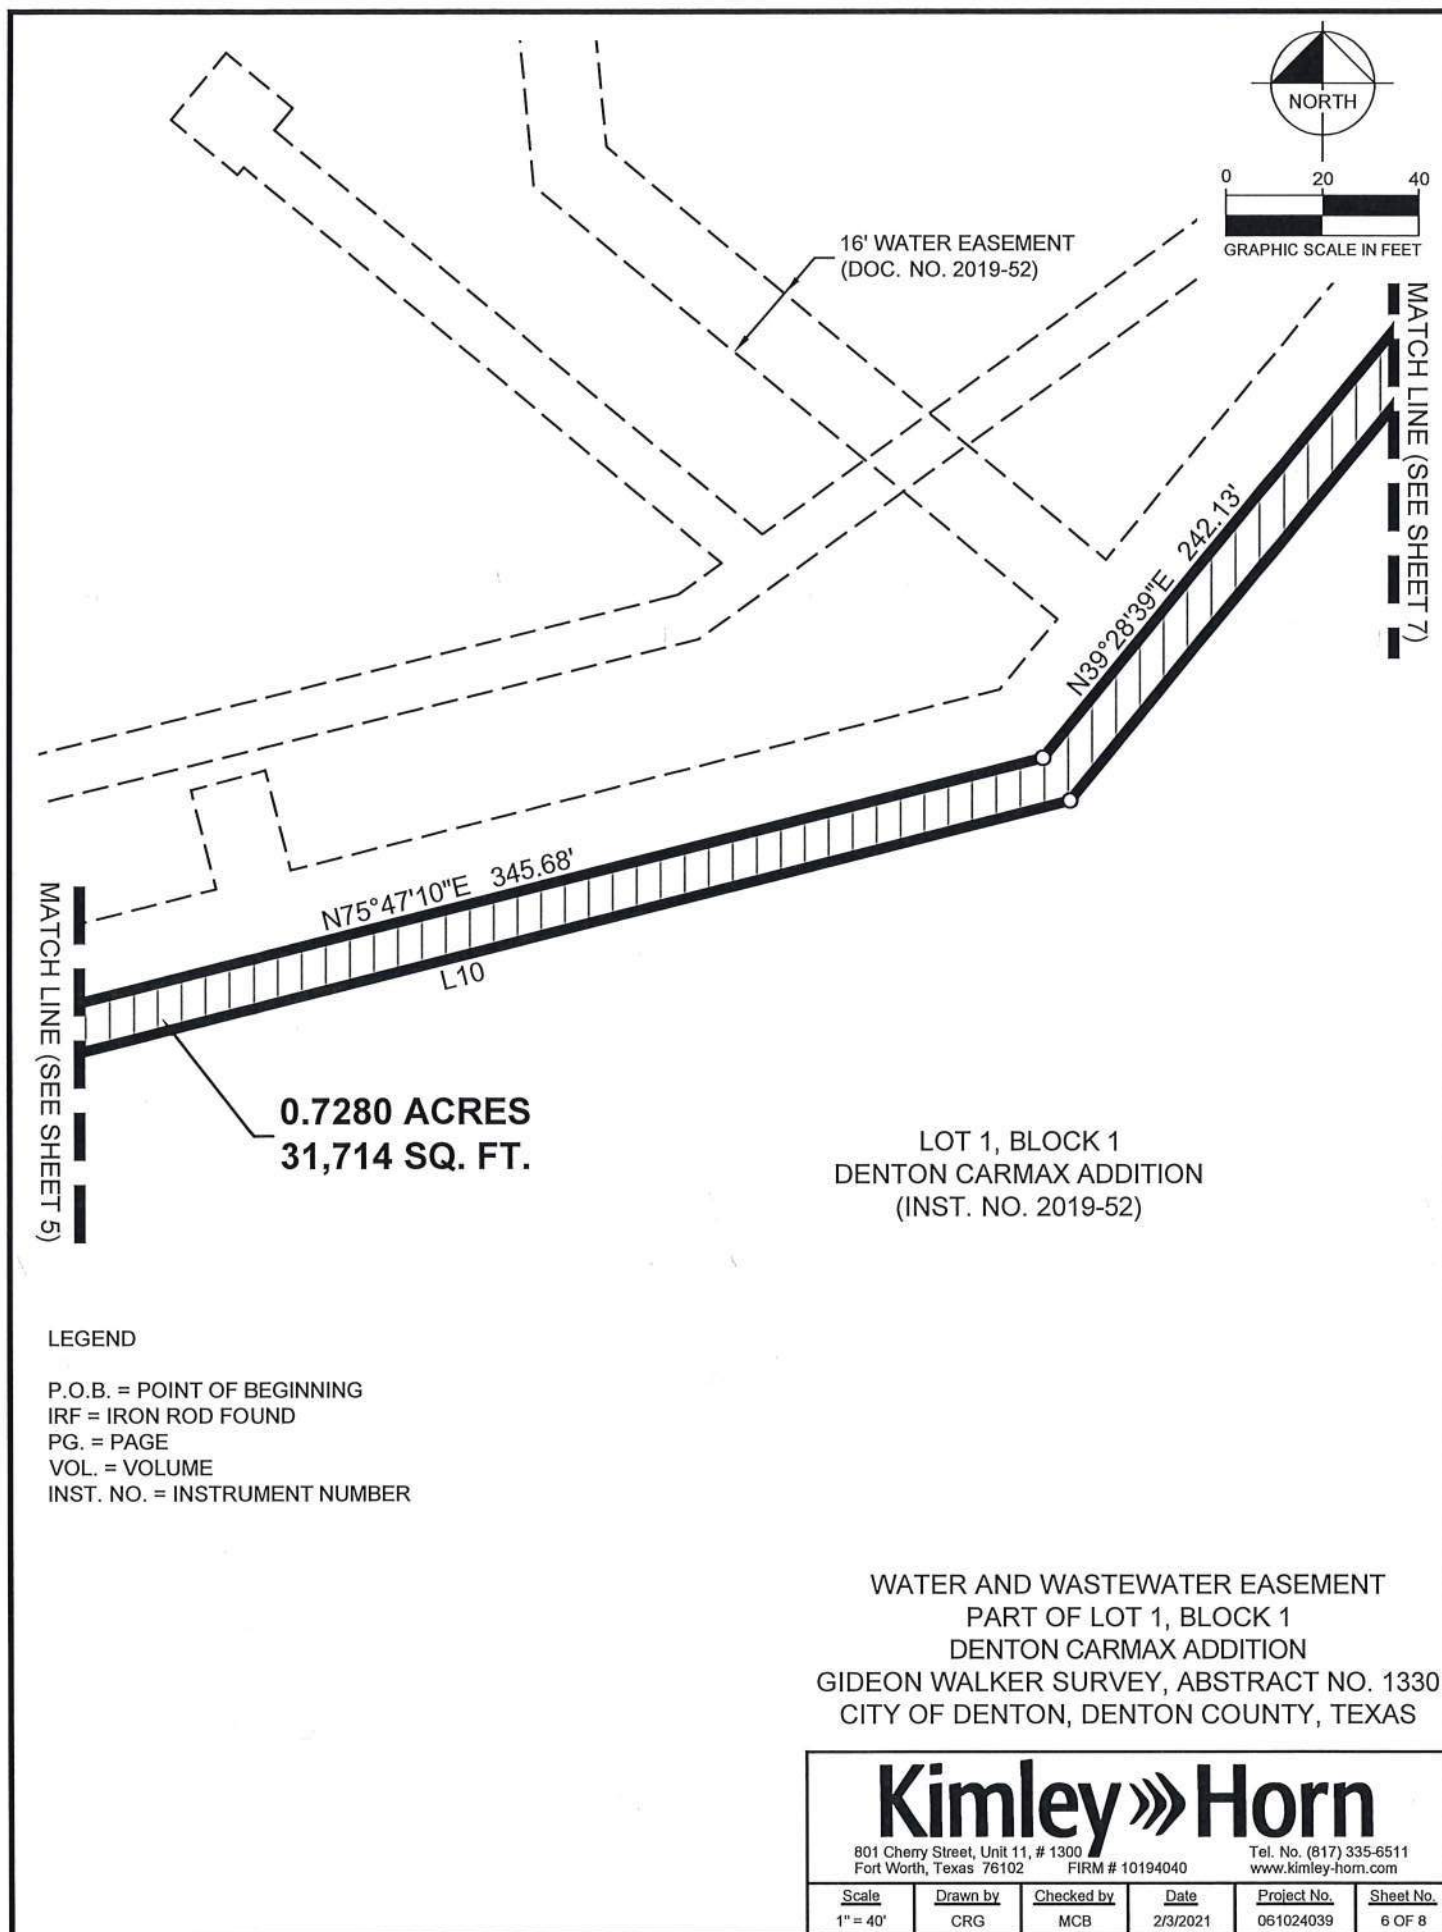 NORTH
0 20 40
GRAPHIC SCALE IN FEET
16' WATER EASEMENT
(DOC. NO. 2019-52)
MATCH LINE (SEE SHEET 7)
N39°28'39"E 242.13'
N75°47'10"E 345.68'
L10
MATCH LINE (SEE SHEET 5)
0.7280 ACRES
31,714 SQ. FT.
LOT 1, BLOCK 1
DENTON CARMAX ADDITION
(INST. NO. 2019-52)
LEGEND
P.O.B. = POINT OF BEGINNING
IRF = IRON ROD FOUND
PG. = PAGE
VOL. = VOLUME
INST. NO. = INSTRUMENT NUMBER
WATER AND WASTEWATER EASEMENT
PART OF LOT 1, BLOCK 1
DENTON CARMAX ADDITION
GIDEON WALKER SURVEY, ABSTRACT NO. 1330
CITY OF DENTON, DENTON COUNTY, TEXAS
Kimley»Horn
801 Cherry Street, Unit 11, # 1300
Fort Worth, Texas 76102 FIRM # 10194040
Tel. No. (817) 335-6511
www.kimley-horn.com
Scale Drawn by Checked by Date Project No. Sheet No.
1" = 40' CRG MCB 2/3/2021 061024039 6 OF 8